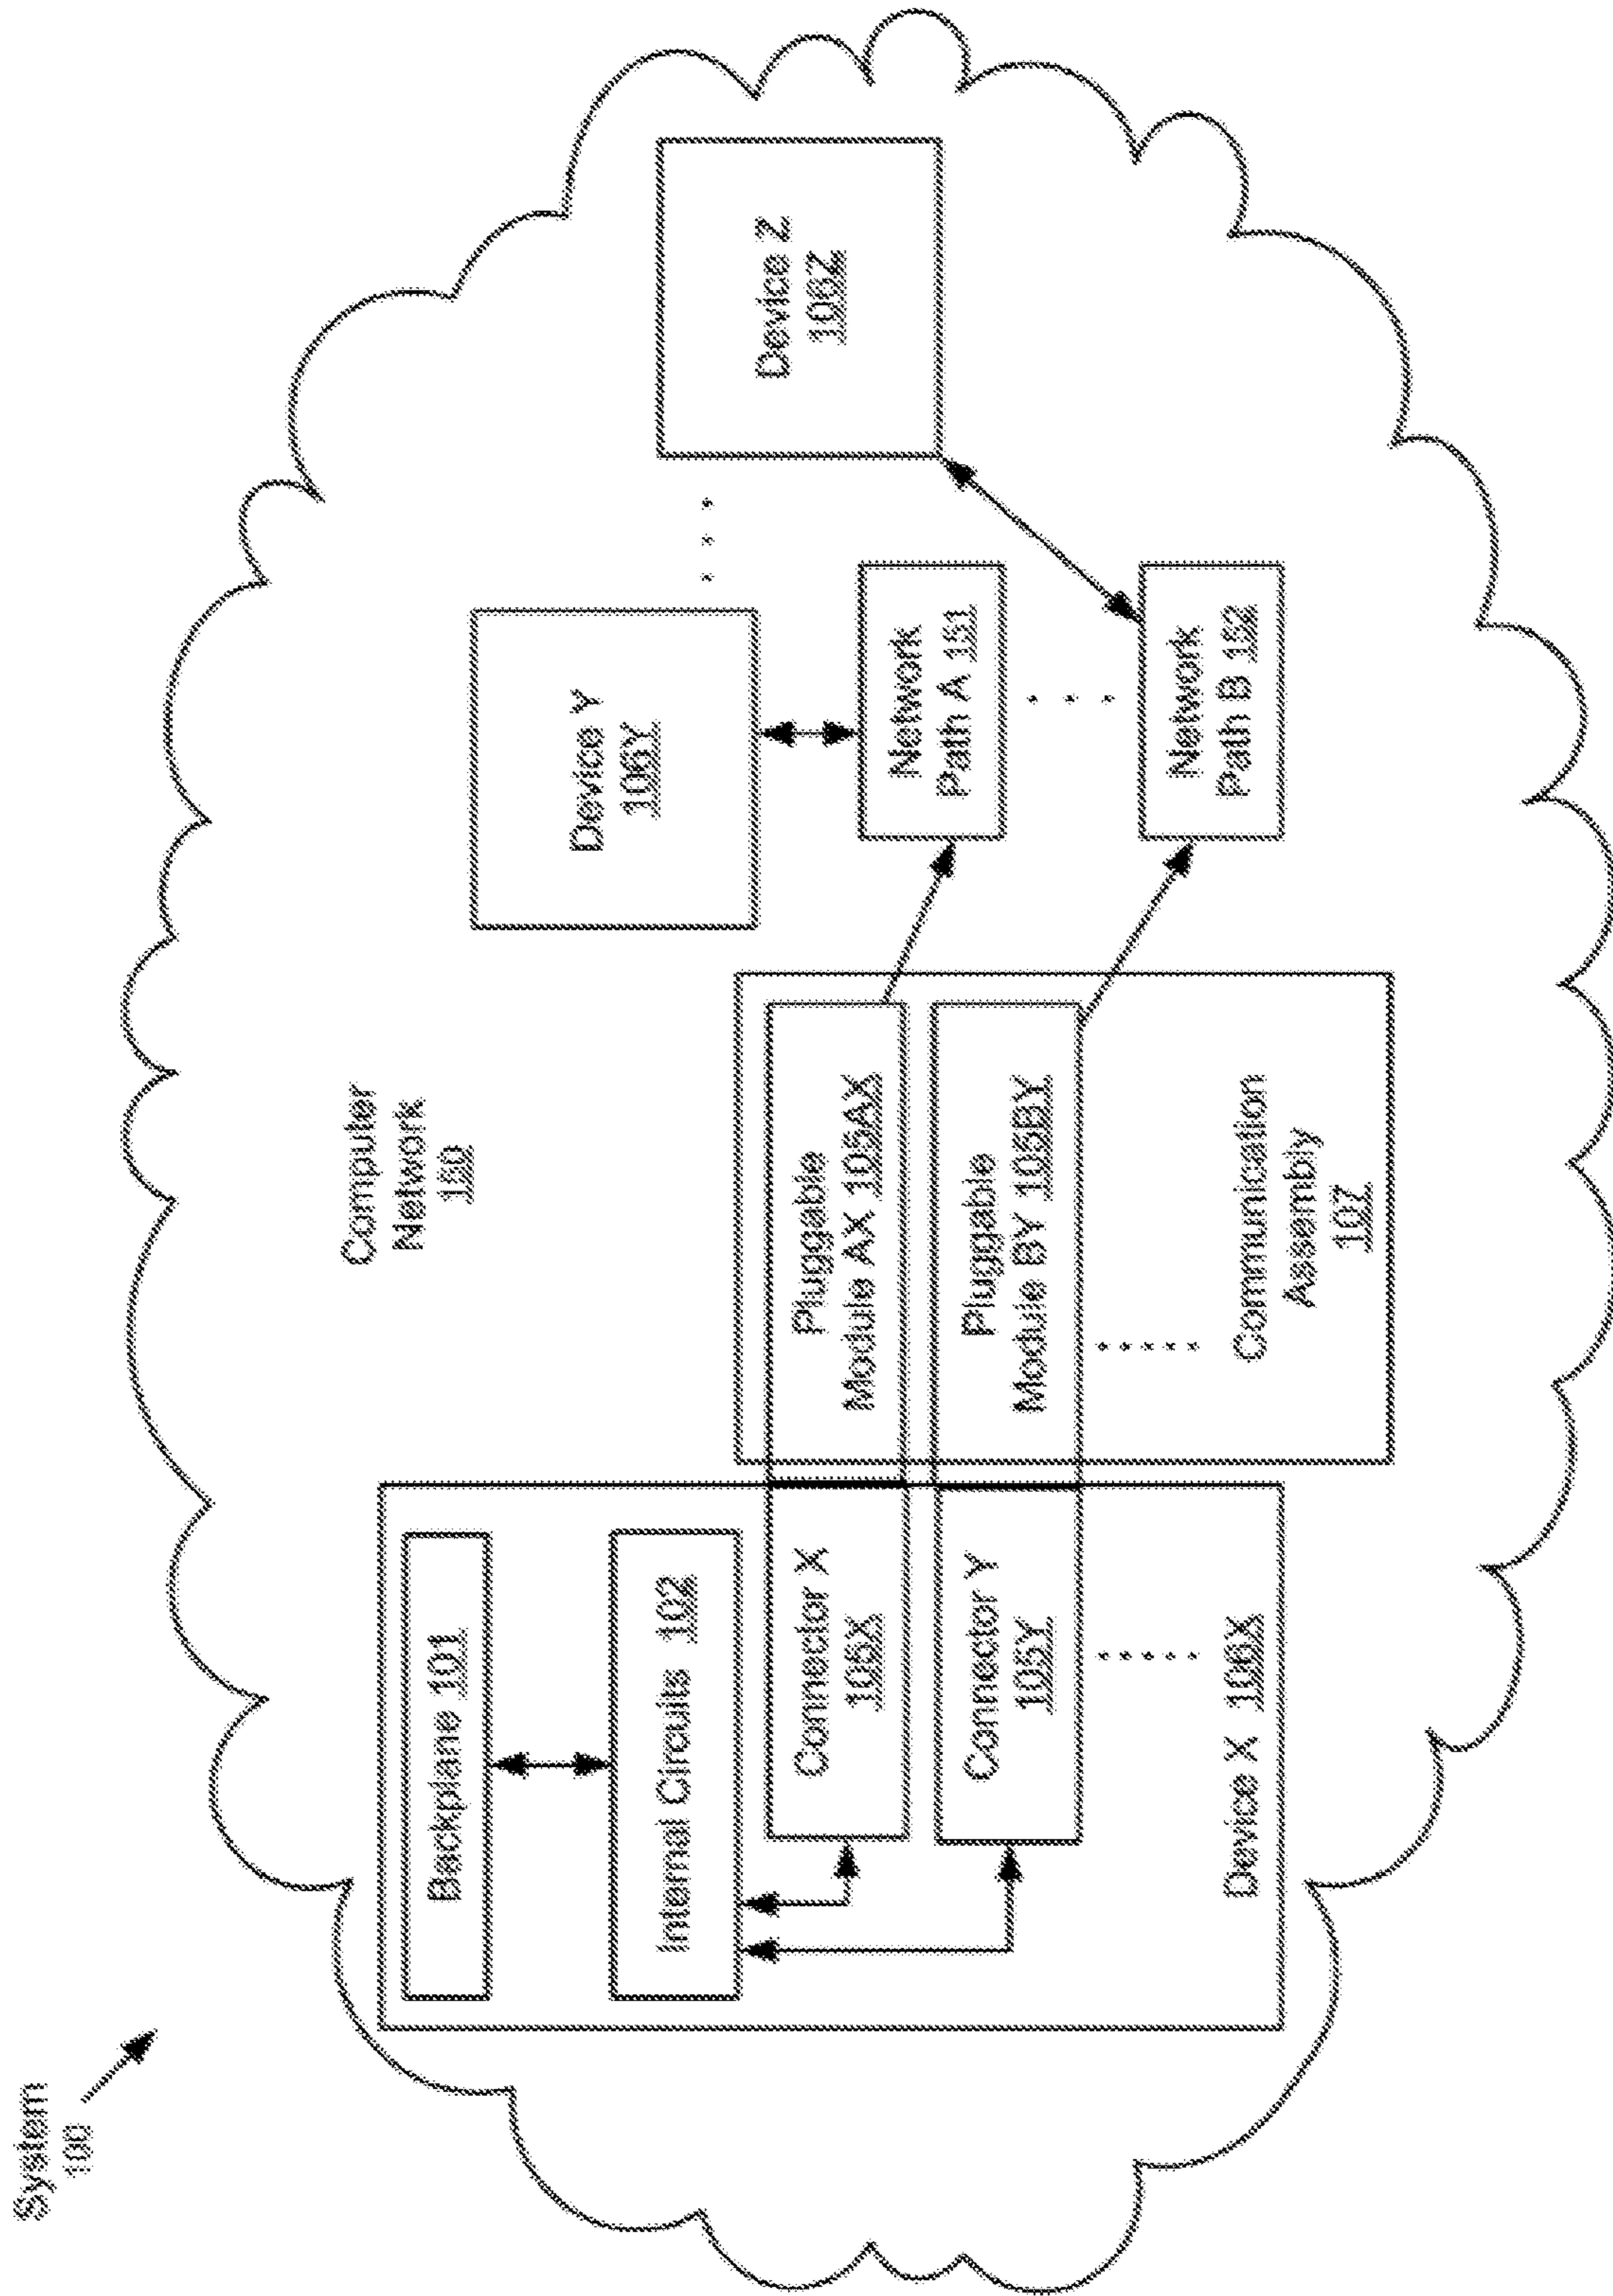 System
100
Computer
Network
150
Backplane 101
Internal Circuits 102
Connector X
105X
Connector Y
105Y
Device X 106X
Pluggable
Module AX 105AX
Pluggable
Module BY 105BY
Communication
Assembly
107
Device Y
106Y
Network
Path A 151
Network
Path B 152
Device Z
106Z